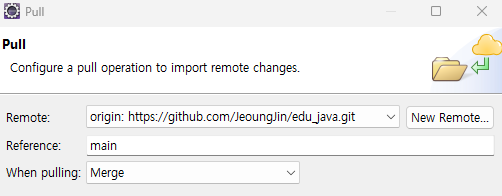 Pull
Pull
Configure a pull operation to import remote changes.
Remote: origin: https://github.com/JeoungJin/edu_java.git New Remote...
Reference: main
When pulling: Merge